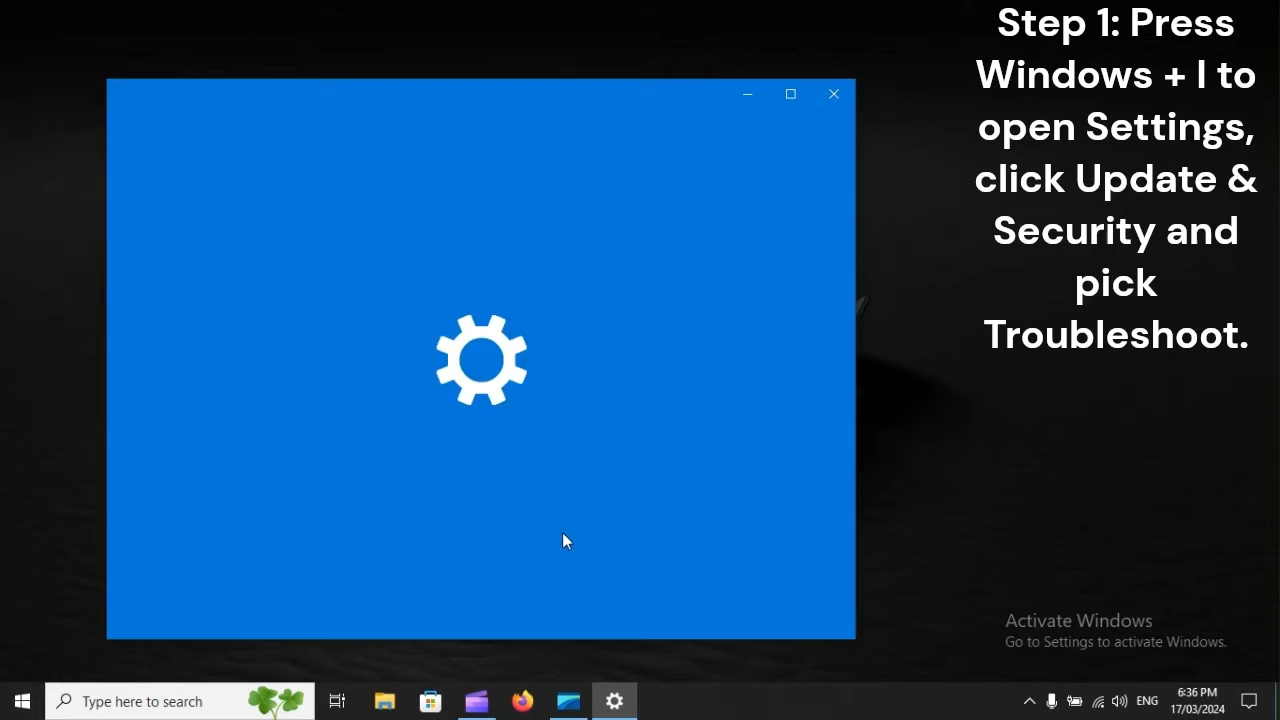 Step 1: Press
Windows + I to
open Settings,
click Update &
Security and
pick
Troubleshoot.
Activate Windows
Go to Settings to activate Windows.
Type here to search
ENG
6:36 PM
17/03/2024